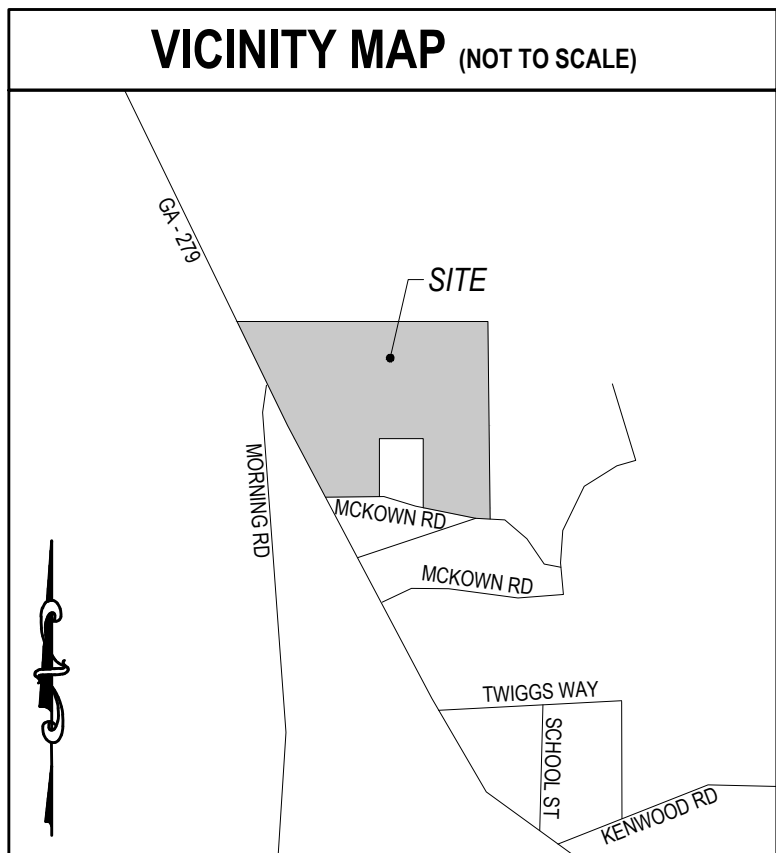 VICINITY MAP (NOT TO SCALE)
GA - 279
SITE
MORNING RD
MCKOWN RD
MCKOWN RD
TWIGGS WAY
SCHOOL ST
KENWOOD RD